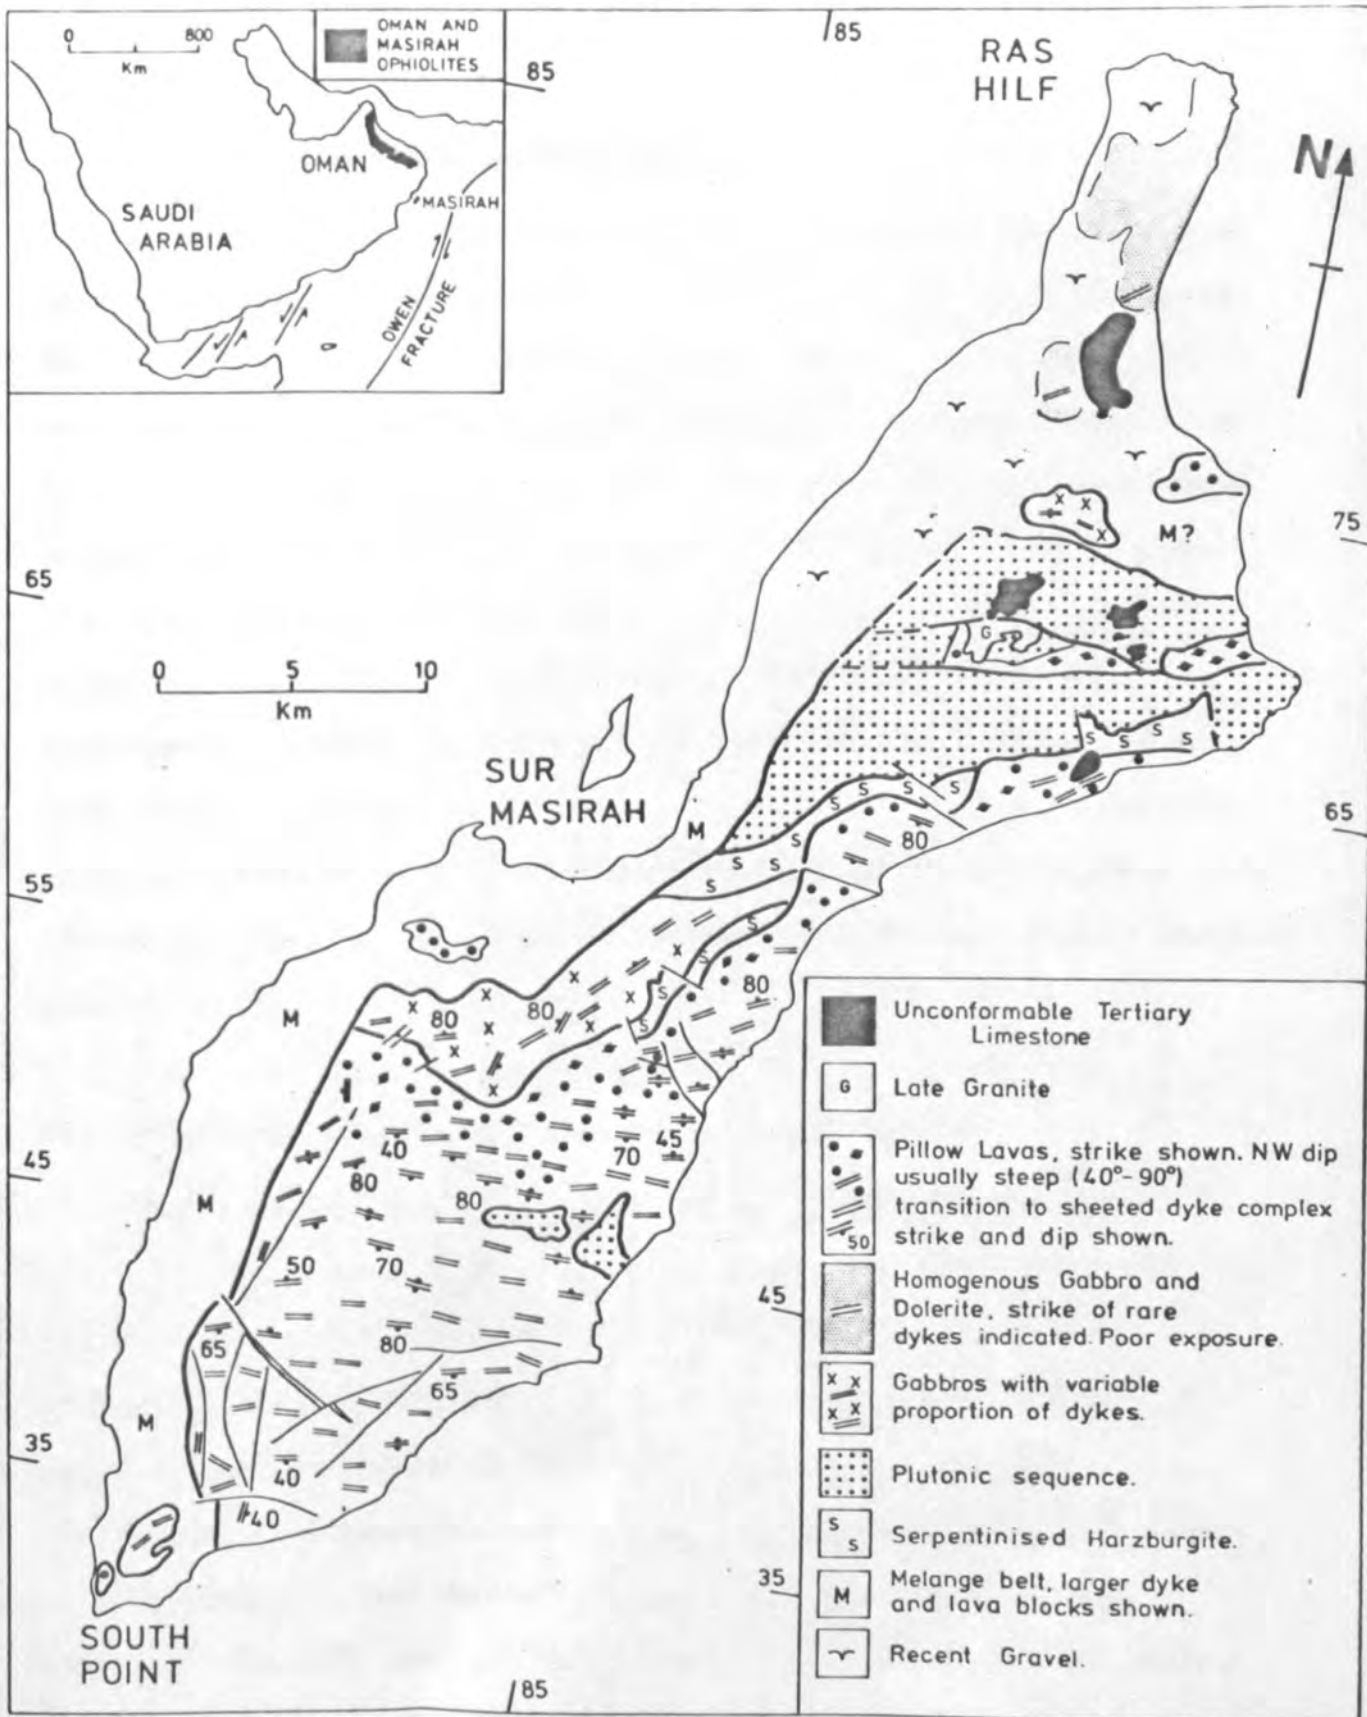 0 800
Km
OMAN AND
MASIRAH
OPHIOLITES
85
85
OMAN
MASIRAH
SAUDI
ARABIA
OWEN
FRACTURE
RAS
HILF
N
M?
75
65
G
0 5 10
Km
SUR
MASIRAH
S S S S
S S S S
M
S S
S
80
65
55
S
S
S
X X X
80 80
X X
X
80
M
40
80
80
70
45
45
M
50
70
80
65
65
45
M
35
40
40
SOUTH
POINT
85
35
Unconformable Tertiary
Limestone
G Late Granite
Pillow Lavas, strike shown. NW dip
usually steep (40°-90°)
transition to sheeted dyke complex
50 strike and dip shown.
Homogenous Gabbro and
Dolerite, strike of rare
dykes indicated. Poor exposure.
X X Gabbros with variable
X X proportion of dykes.
Plutonic sequence.
S S Serpentinised Harzburgite.
M Melange belt, larger dyke
and lava blocks shown.
Recent Gravel.